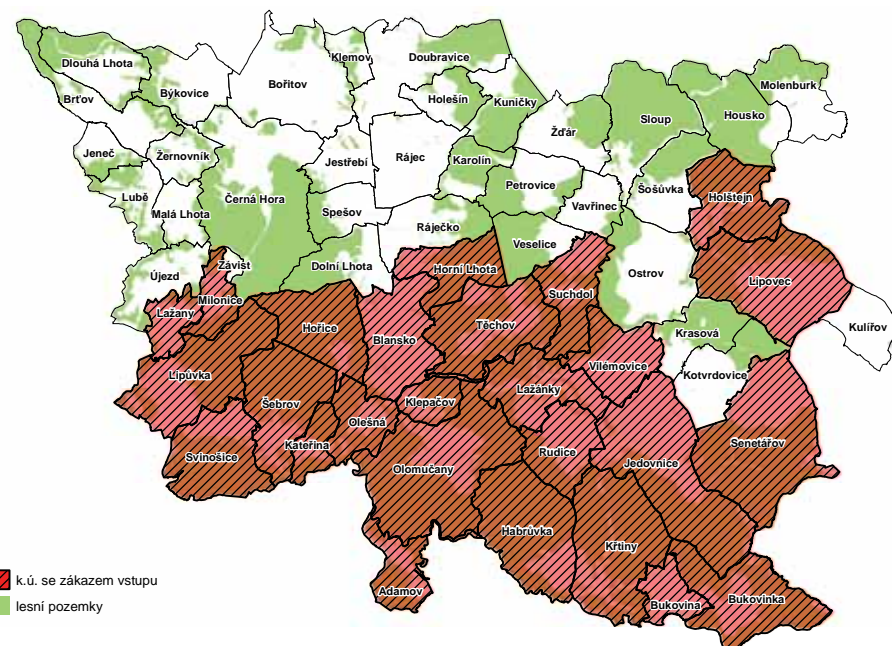 Dlouhá Lhota
Býkovice
Brťov
Bořitov
Klemov
Doubravice
Holešín
Kuničky
Žďár
Sloup
Housko
Molenburk
Jeneč
Žernovník
Jestřebí
Rájec
Karolín
Petrovice
Vavřinec
Šošůvka
Holštejn
Lubě
Malá Lhota
Černá Hora
Spešov
Ráječko
Veselice
Ostrov
Lipovec
Kulířov
Újezd
Závist
Dolní Lhota
Horní Lhota
Suchdol
Milonice
Lažany
Hořice
Blansko
Těchov
Krasová
Kotvrdovice
Vilémovice
Lipůvka
Šebrov
Klepačov
Lažánky
Olešná
Kateřina
Svinošice
Olomučany
Rudice
Jedovnice
Senetářov
Habrůvka
Křtiny
Adamov
Bukovina
Bukovinka
k.ú. se zákazem vstupu
lesní pozemky